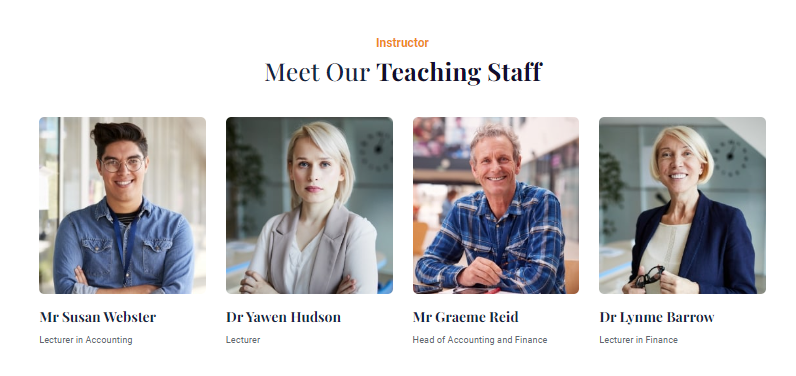 Instructor
Meet Our Teaching Staff
Mr Susan Webster
Lecturer in Accounting
Dr Yawen Hudson
Lecturer
Mr Graeme Reid
Head of Accounting and Finance
Dr Lynme Barrow
Lecturer in Finance